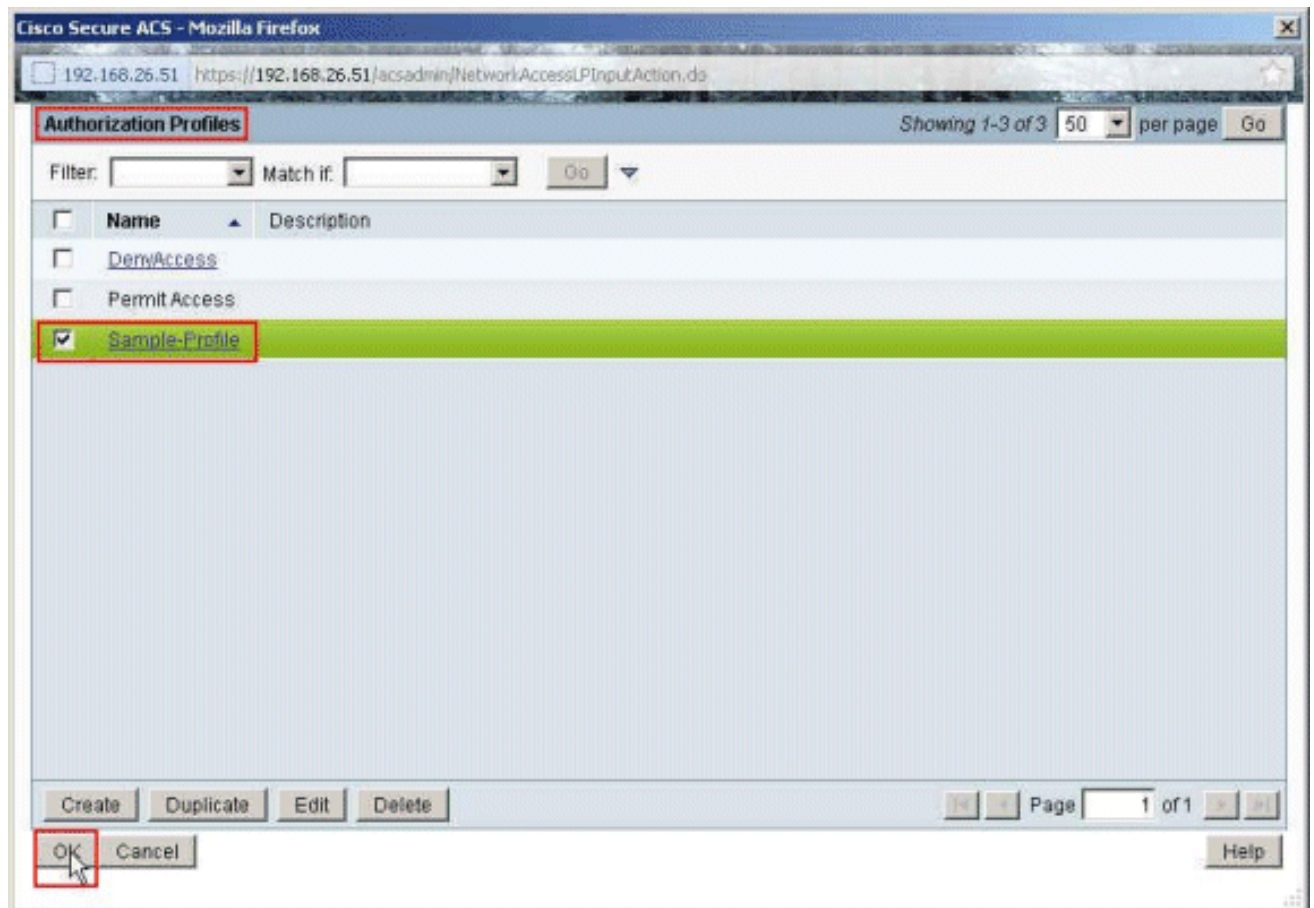 Cisco Secure ACS - Mozilla Firefox
192.168.26.51 https://192.168.26.51/acsadmin/NetworkAccessLPInputAction.do
Authorization Profiles Showing 1-3 of 3 50 per page Go
Filter: Match if: Go
Name Description
DenyAccess
Permit Access
Sample-Profile
Create Duplicate Edit Delete Page 1 of 1
OK Cancel Help